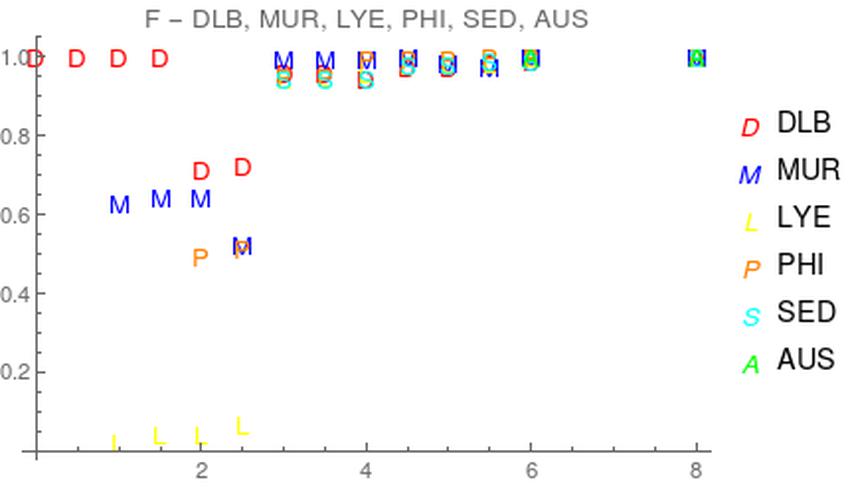 F − DLB, MUR, LYE, PHI, SED, AUS
1.0
0.8
0.6
0.4
0.2
2 4 6 8
D D D D
D D
M M M
M
P
P
L L L L
M M M M M M M M
D DLB
M MUR
L LYE
P PHI
S SED
A AUS